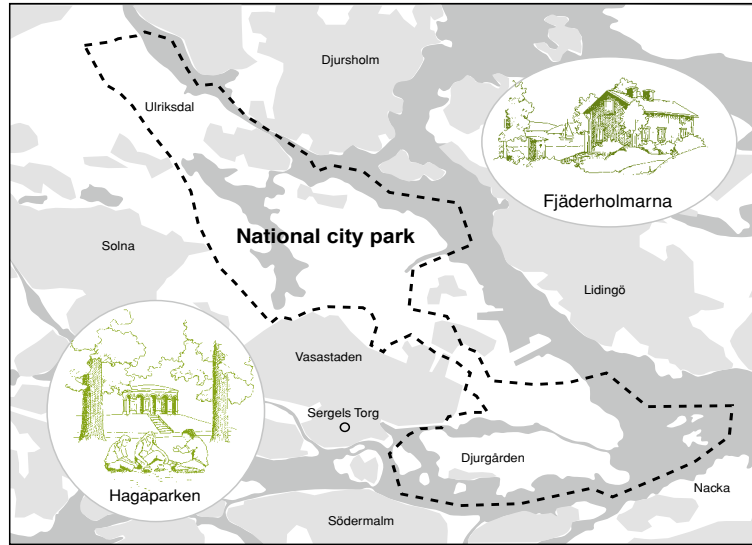 Djursholm
Ulriksdal
Fjäderholmarna
National city park
Solna
Lidingö
Vasastaden
Sergels Torg
Djurgården
Nacka
Hagaparken
Södermalm